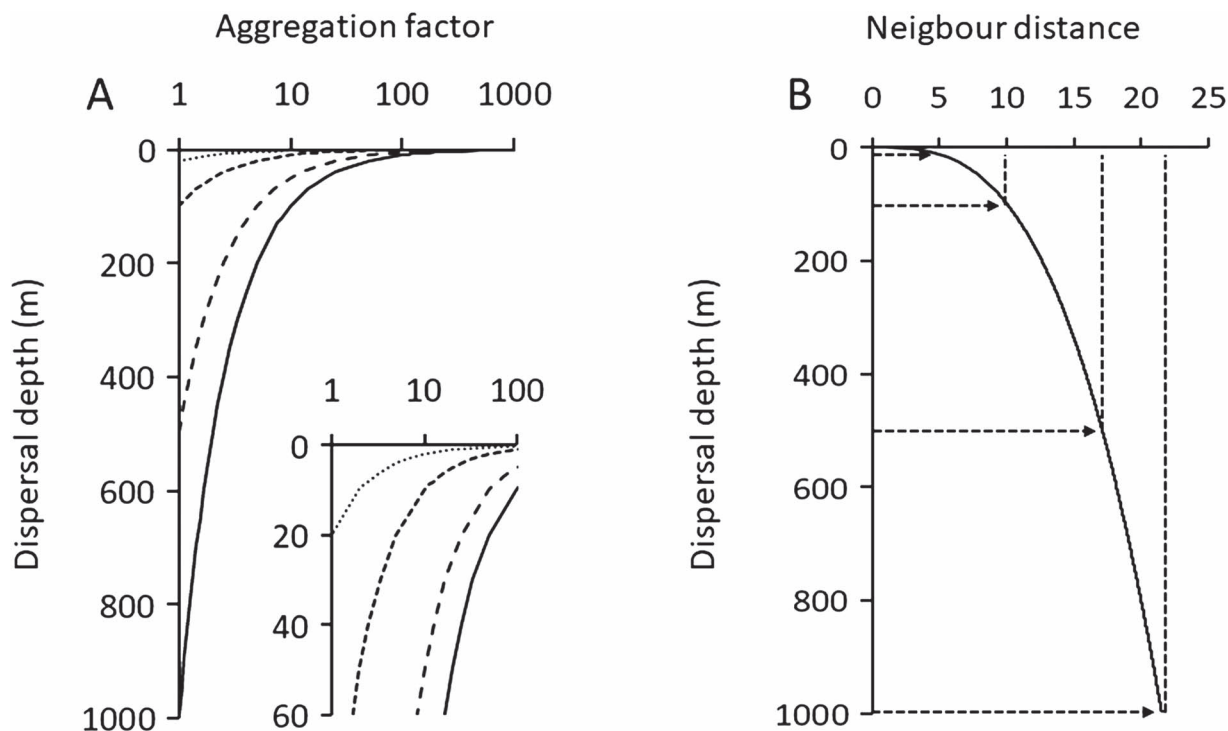 Aggregation factor
A
1 10 100 1000
0
200
400
600
800
1000
Dispersal depth (m)
1 10 100
0
20
40
60
Neigbour distance
B
0 5 10 15 20 25
0
200
400
600
800
1000
Dispersal depth (m)